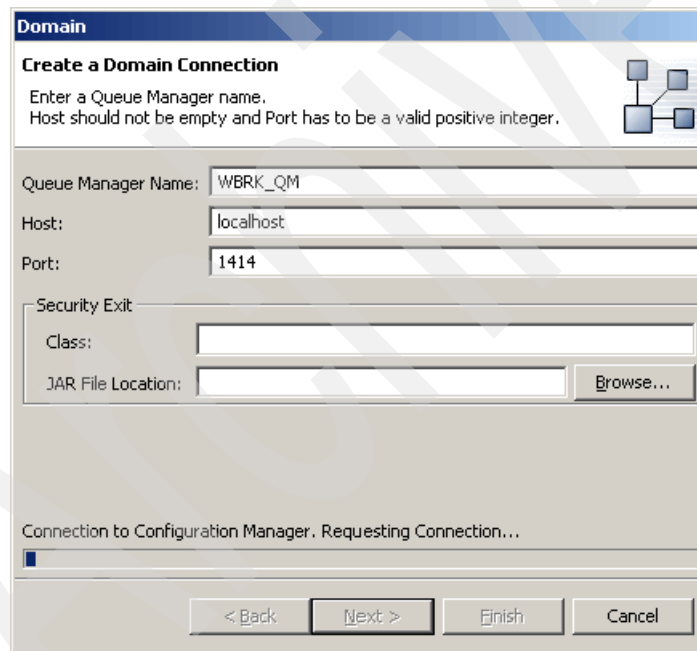 Domain
Create a Domain Connection
Enter a Queue Manager name.
Host should not be empty and Port has to be a valid positive integer.
Queue Manager Name: WBRK_QM
Host: localhost
Port: 1414
Security Exit
Class:
JAR File Location: Browse...
Connection to Configuration Manager. Requesting Connection...
< Back Next > Finish Cancel